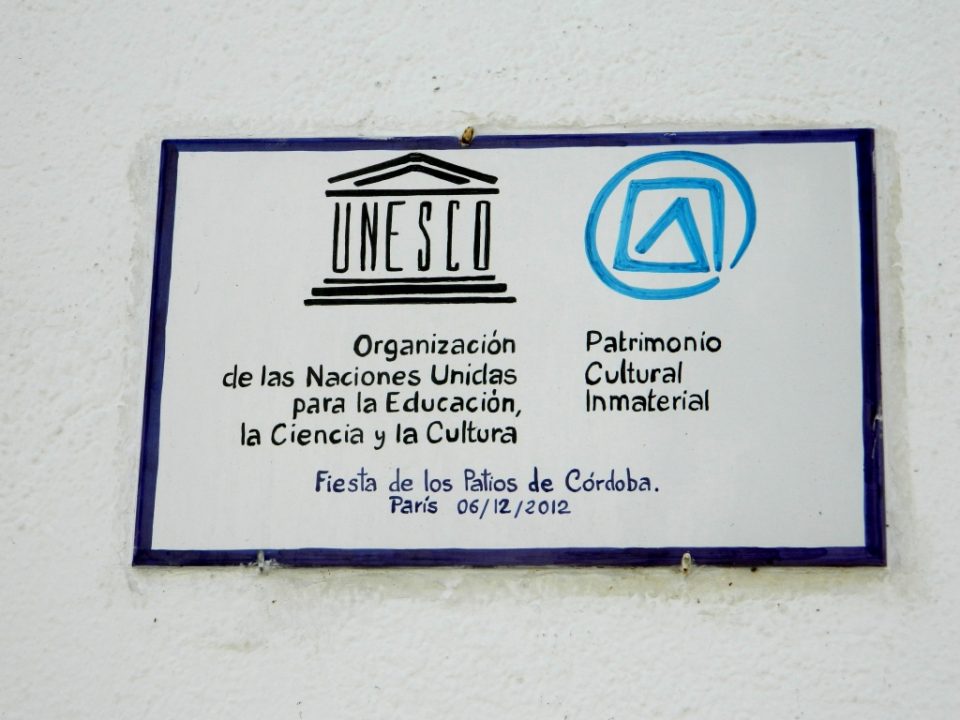 UNESCO
Organización
de las Naciones Unidas
para la Educación,
la Ciencia y la Cultura
Patrimonio
Cultural
Inmaterial
Fiesta de los Patios de Córdoba.
París 06/12/2012